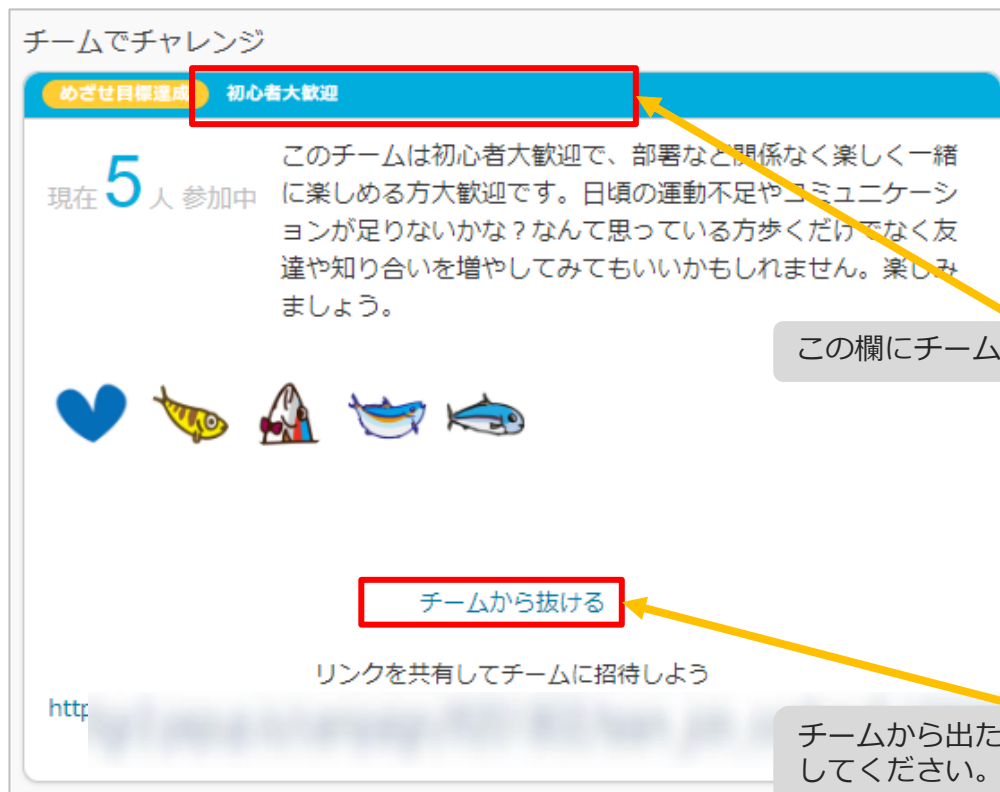 チームでチャレンジ
めざせ目標達成 初心者大歓迎
現在 5 人 参加中
このチームは初心者大歓迎で、部署など関係なく楽しく一緒
に楽しめる方大歓迎です。日頃の運動不足やコミュニケーシ
ョンが足りないかな？なんて思っている方歩くだけでなく友
達や知り合いを増やしてみてもいいかもしれません。楽しみ
ましょう。
この欄にチーム
チームから抜ける
リンクを共有してチームに招待しよう
http
チームから出た
してください。